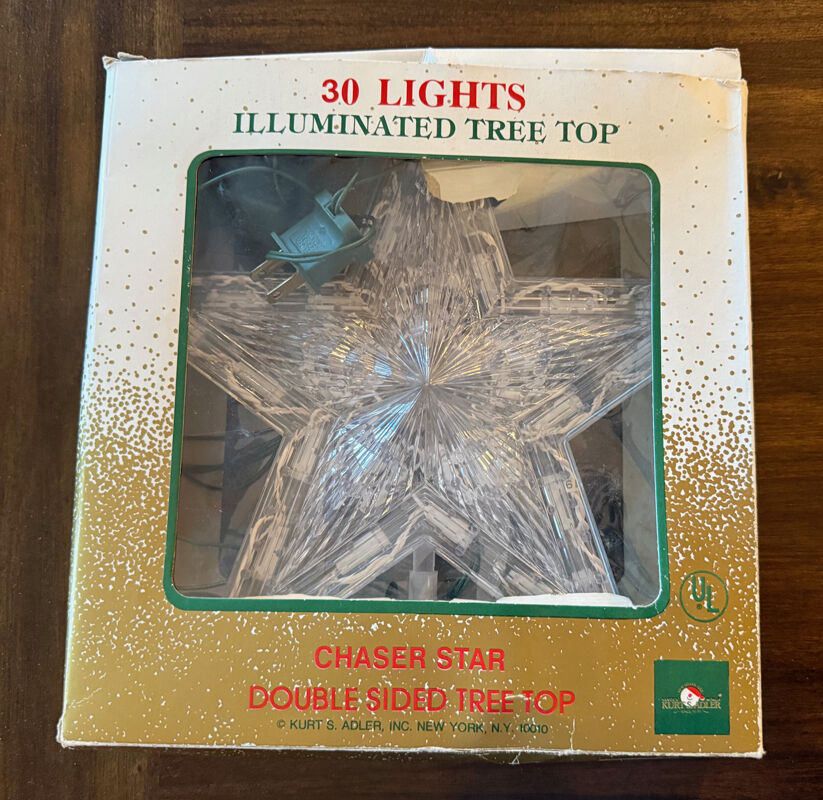 30 LIGHTS
ILLUMINATED TREE TOP
UL
®
CHASER STAR
DOUBLE SIDED TREE TOP
© KURT S. ADLER, INC. NEW YORK, N.Y. 10010
KURT ADLER